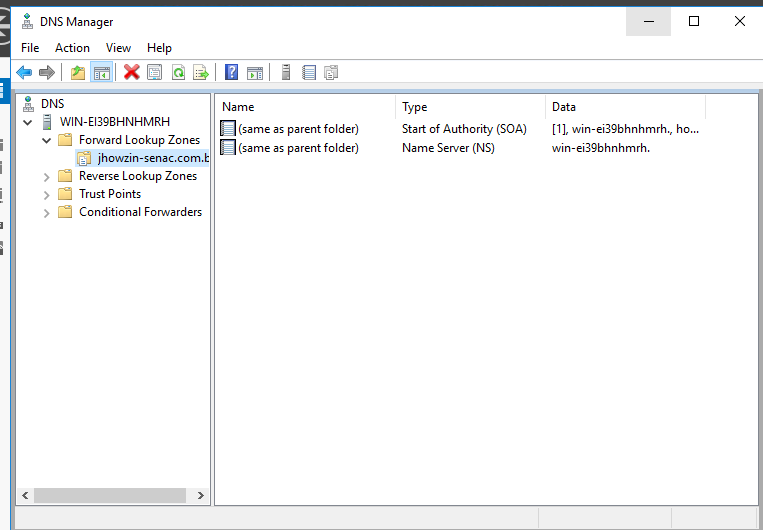 DNS Manager
File Action View Help
DNS
WIN-EI39BHNHMRH
Forward Lookup Zones
jhowzin-senac.com.b
Reverse Lookup Zones
Trust Points
Conditional Forwarders
Name Type Data
(same as parent folder) Start of Authority (SOA) [1], win-ei39bhnhmrh., ho...
(same as parent folder) Name Server (NS) win-ei39bhnhmrh.